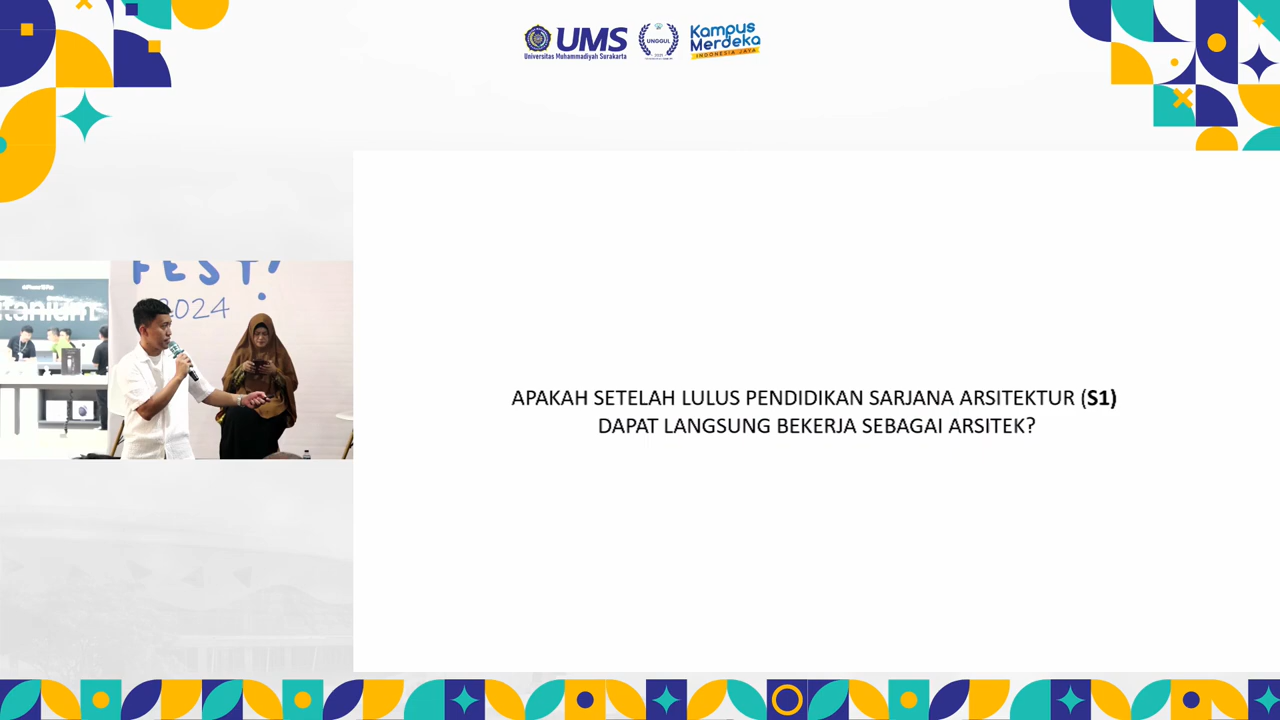 UMS
Universitas Muhammadiyah Surakarta
UNGGUL
Kampus
Merdeka
INDONESIA JAYA
FEST!
2024
APAKAH SETELAH LULUS PENDIDIKAN SARJANA ARSITEKTUR (S1)
DAPAT LANGSUNG BEKERJA SEBAGAI ARSITEK?